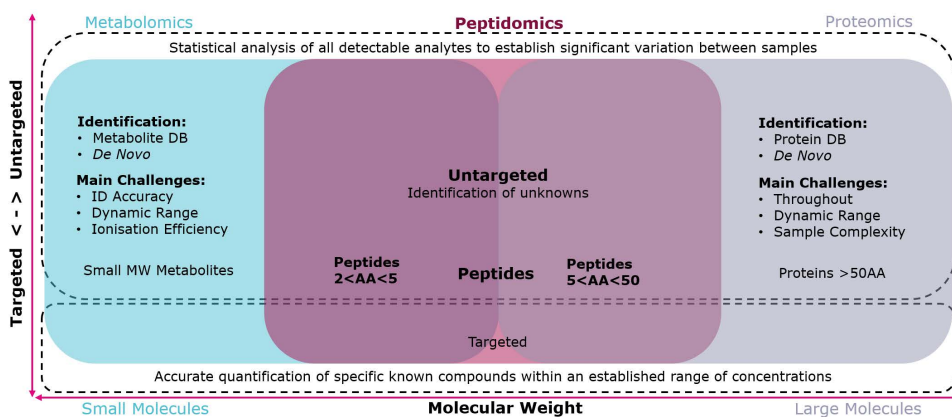 Metabolomics
Peptidomics
Proteomics
Statistical analysis of all detectable analytes to establish significant variation between samples
Targeted < - > Untargeted
Identification:
• Metabolite DB
• De Novo
Main Challenges:
• ID Accuracy
• Dynamic Range
• Ionisation Efficiency
Small MW Metabolites
Untargeted
Identification of unknowns
Peptides
2<AA<5
Peptides
Peptides
5<AA<50
Identification:
• Protein DB
• De Novo
Main Challenges:
• Throughout
• Dynamic Range
• Sample Complexity
Proteins >50AA
Targeted
Accurate quantification of specific known compounds within an established range of concentrations
Small Molecules
Molecular Weight
Large Molecules